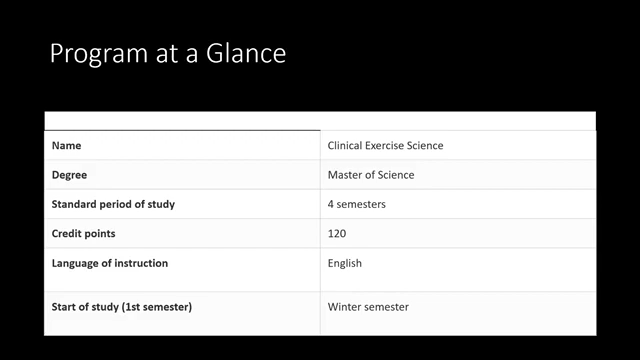 Program at a Glance
Name Clinical Exercise Science
Degree Master of Science
Standard period of study 4 semesters
Credit points 120
Language of instruction English
Start of study (1st semester) Winter semester